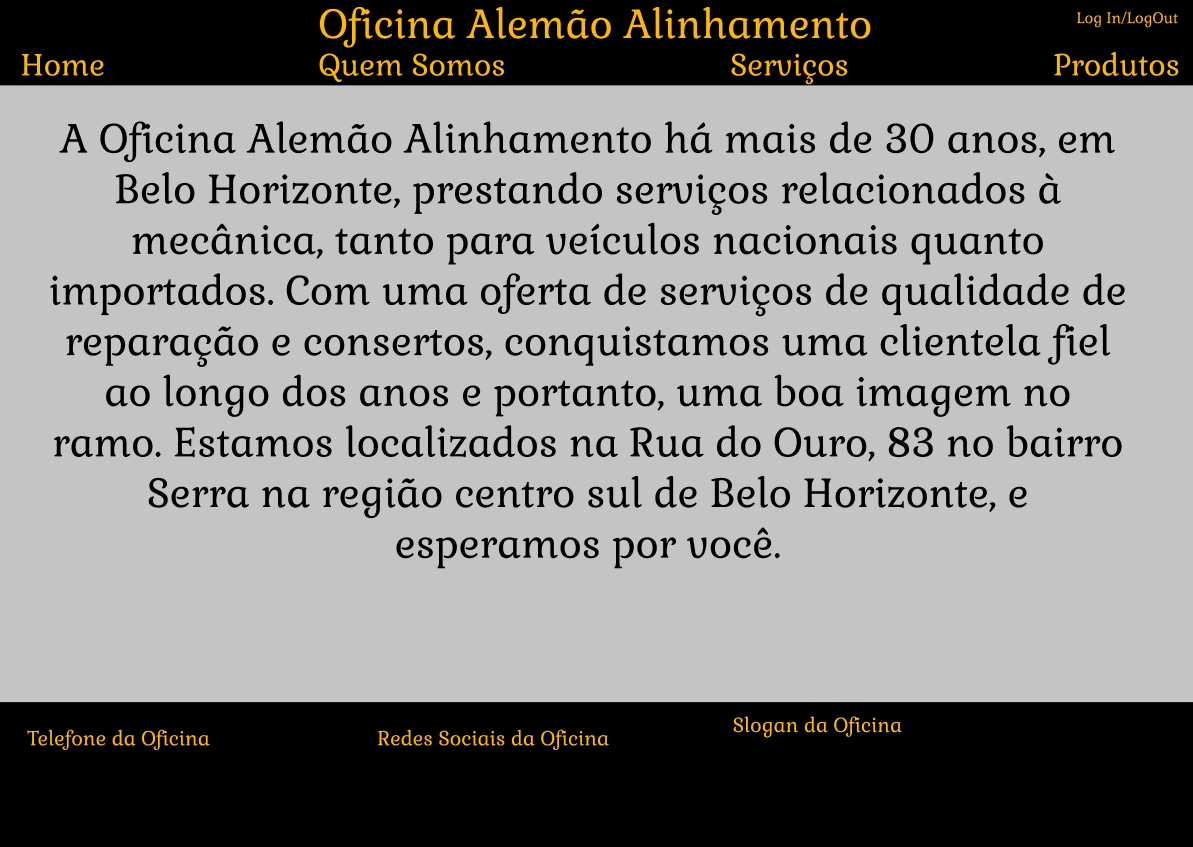 Oficina Alemão Alinhamento
Log In/LogOut
Home
Quem Somos
Serviços
Produtos
A Oficina Alemão Alinhamento há mais de 30 anos, em
Belo Horizonte, prestando serviços relacionados à
mecânica, tanto para veículos nacionais quanto
importados. Com uma oferta de serviços de qualidade de
reparação e consertos, conquistamos uma clientela fiel
ao longo dos anos e portanto, uma boa imagem no
ramo. Estamos localizados na Rua do Ouro, 83 no bairro
Serra na região centro sul de Belo Horizonte, e
esperamos por você.
Telefone da Oficina
Redes Sociais da Oficina
Slogan da Oficina